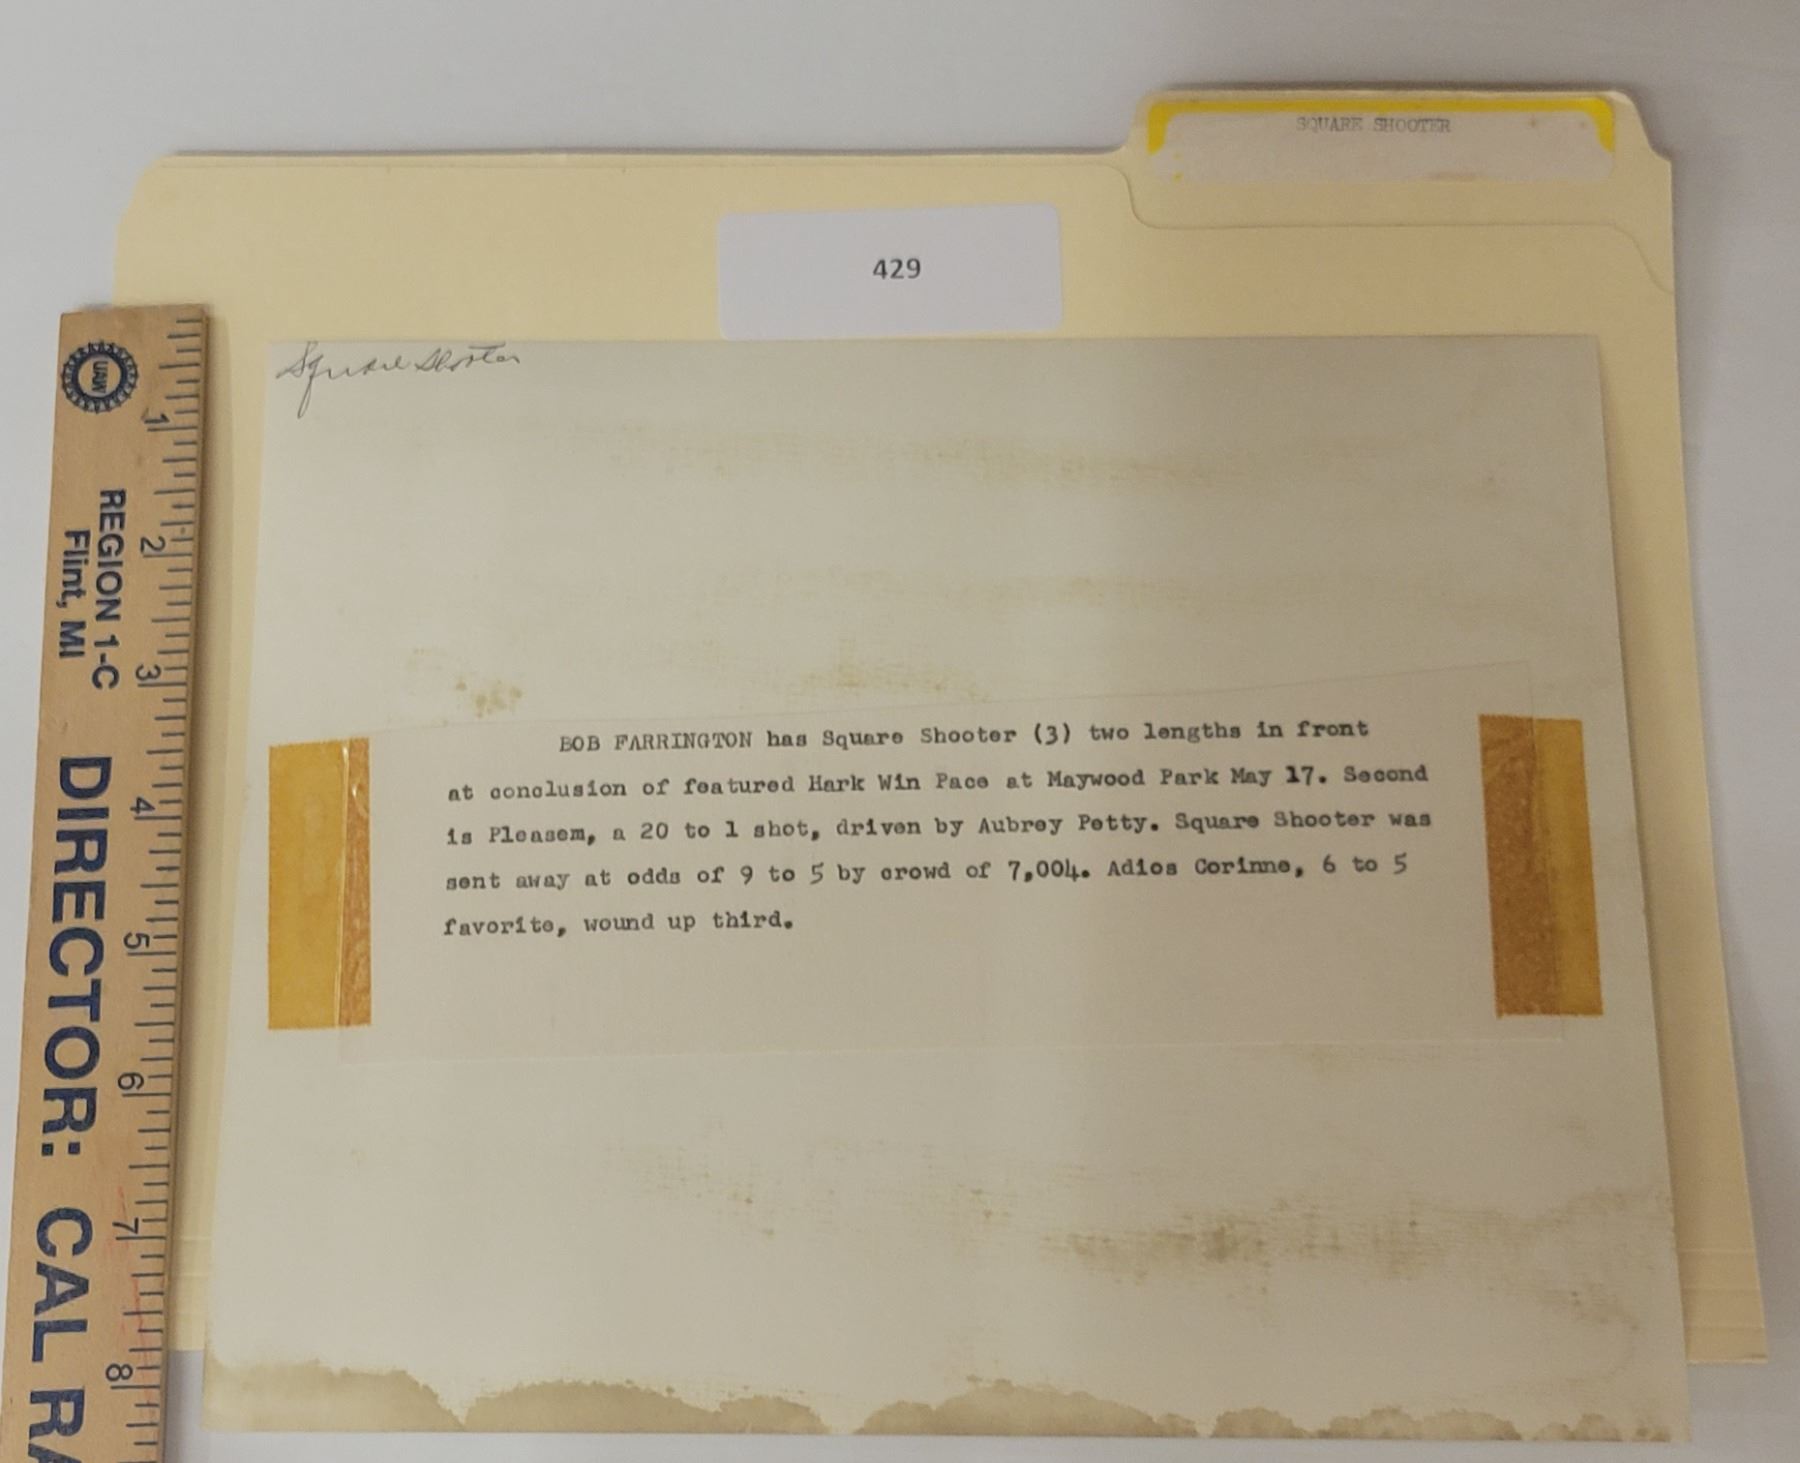 SQUARE SHOOTER
429
Square Shooter
BOB FARRINGTON has Square Shooter (3) two lengths in front
at conclusion of featured Hark Win Pace at Maywood Park May 17. Second
is Pleasem, a 20 to 1 shot, driven by Aubrey Petty. Square Shooter was
sent away at odds of 9 to 5 by crowd of 7,004. Adios Corinne, 6 to 5
favorite, wound up third.
UAW
REGION 1-C
Flint, MI
DIRECTOR: CAL RA
1
2
3
4
5
6
7
8